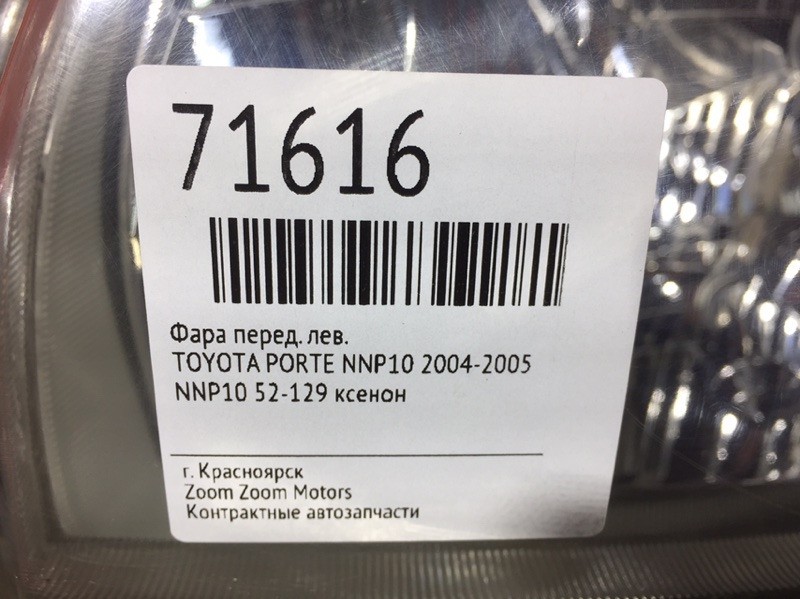 71616
Фара перед. лев.
TOYOTA PORTE NNP10 2004-2005
NNP10 52-129 ксенон
г. Красноярск
Zoom Zoom Motors
Контрактные автозапчасти